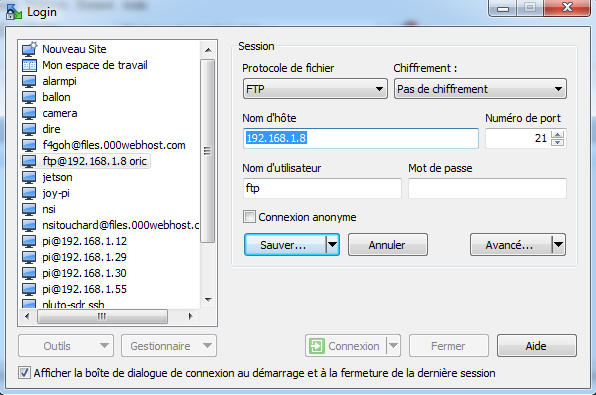 Login
Nouveau Site
Mon espace de travail
alarmpi
ballon
camera
dire
f4goh@files.000webhost.com
ftp@192.168.1.8 oric
jetson
joy-pi
nsi
nsitouchard@files.000webhost.c
pi@192.168.1.12
pi@192.168.1.29
pi@192.168.1.30
pi@192.168.1.55
pluto-sdr ssh
Session
Protocole de fichier Chiffrement :
FTP Pas de chiffrement
Nom d'hôte Numéro de port
192.168.1.8 21
Nom d'utilisateur Mot de passe
ftp
Connexion anonyme
Sauver... Annuler Avancé...
Outils Gestionnaire Connexion Fermer Aide
Afficher la boîte de dialogue de connexion au démarrage et à la fermeture de la dernière session